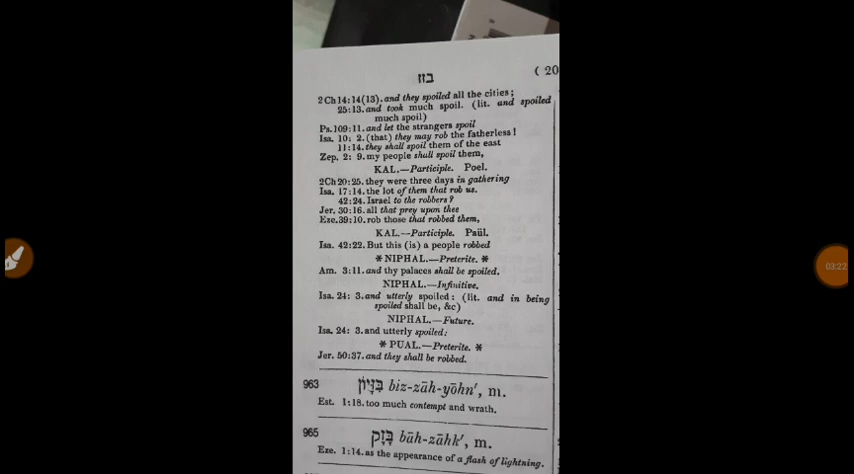 בזז
( 20
2 Ch 14:14(13). and they spoiled all the cities;
25:13. and took much spoil. (lit. and spoiled
much spoil)
Ps. 109:11. and let the strangers spoil
Isa. 10: 2. (that) they may rob the fatherless!
11:14. they shall spoil them of the east
Zep. 2: 9. my people shall spoil them,
KAL.—Participle. Poel.
2Ch 20:25. they were three days in gathering
Isa. 17:14. the lot of them that rob us.
42:24. Israel to the robbers?
Jer. 30:16. all that prey upon thee
Eze. 39:10. rob those that robbed them,
KAL.—Participle. Paül.
Isa. 42:22. But this (is) a people robbed
* NIPHAL.—Preterite. *
Am. 3:11. and thy palaces shall be spoiled.
NIPHAL.—Infinitive.
Isa. 24: 3. and utterly spoiled: (lit. and in being
spoiled shall be, &c)
NIPHAL.—Future.
Isa. 24: 3. and utterly spoiled:
* PUAL.—Preterite. *
Jer. 50:37. and they shall be robbed.
963 בִּזָּיוֹן biz-zāh-yōhn', m.
Est. 1:18. too much contempt and wrath.
965 בָּזָק bāh-zāhk', m.
Eze. 1:14. as the appearance of a flash of lightning.
03:22